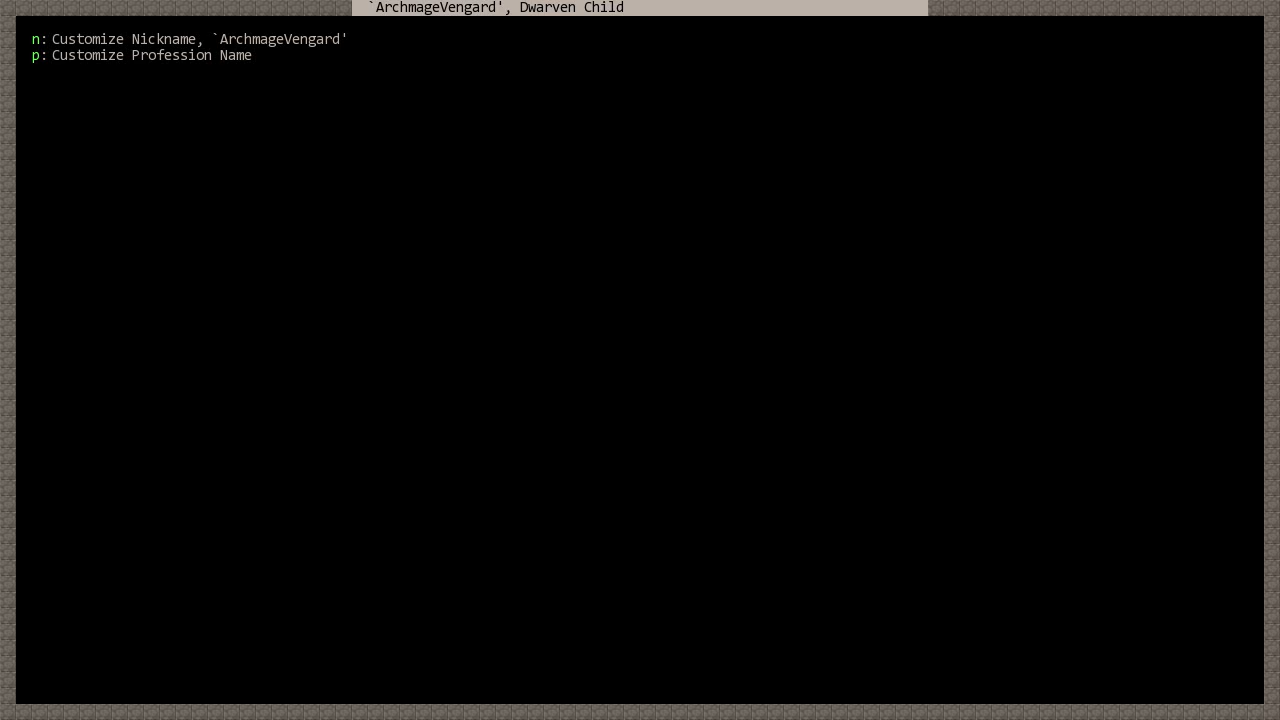 `ArchmageVengard', Dwarven Child
n: Customize Nickname, `ArchmageVengard'
p: Customize Profession Name